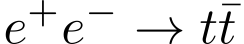 e⁺e⁻ → tt̄